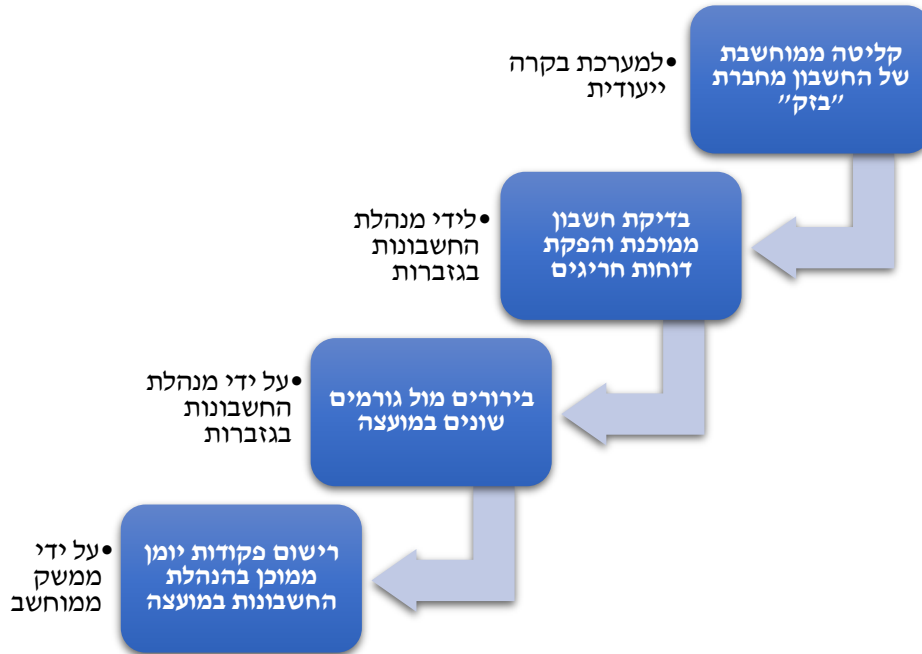 קליטה ממוחשבת
של החשבון מחברת
"בזק"
•למערכת בקרה
ייעודית
בדיקת חשבון
ממוכנת והפקת
דוחות חריגים
•לידי מנהלת
החשבונות
בגזברות
בירורים מול גורמים
שונים במועצה
•על ידי מנהלת
החשבונות
בגזברות
רישום פקודות יומן
ממוכן בהנהלת
החשבונות במועצה
•על ידי
ממשק
ממוחשב